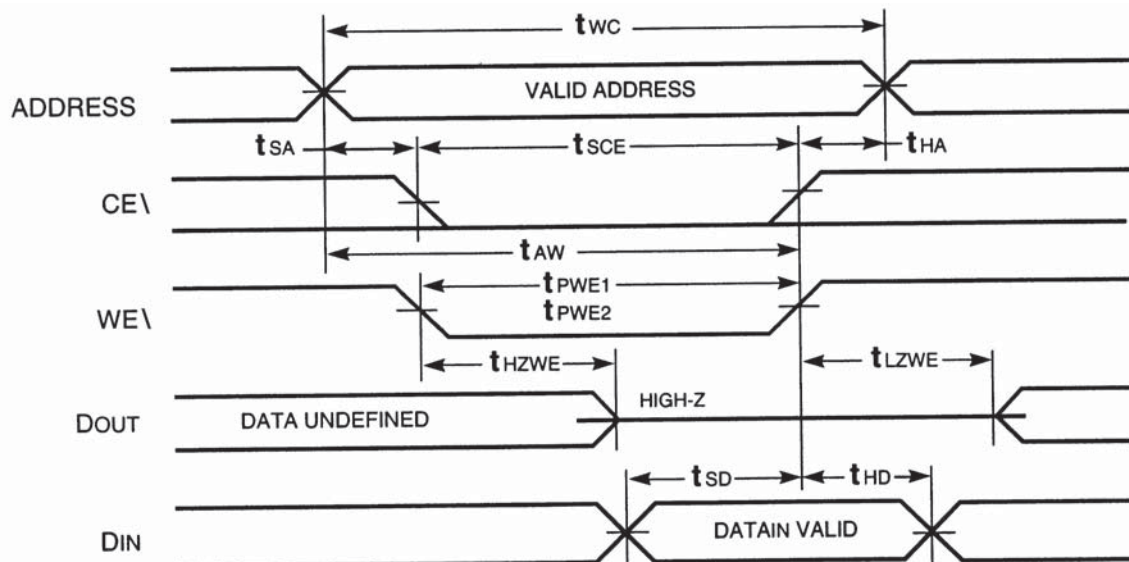 tWC
ADDRESS
VALID ADDRESS
tSA
tSCE
tHA
CE\
tAW
tPWE1
WE\
tPWE2
tHZWE
tLZWE
DOUT
DATA UNDEFINED
HIGH-Z
tSD
tHD
DIN
DATAIN VALID